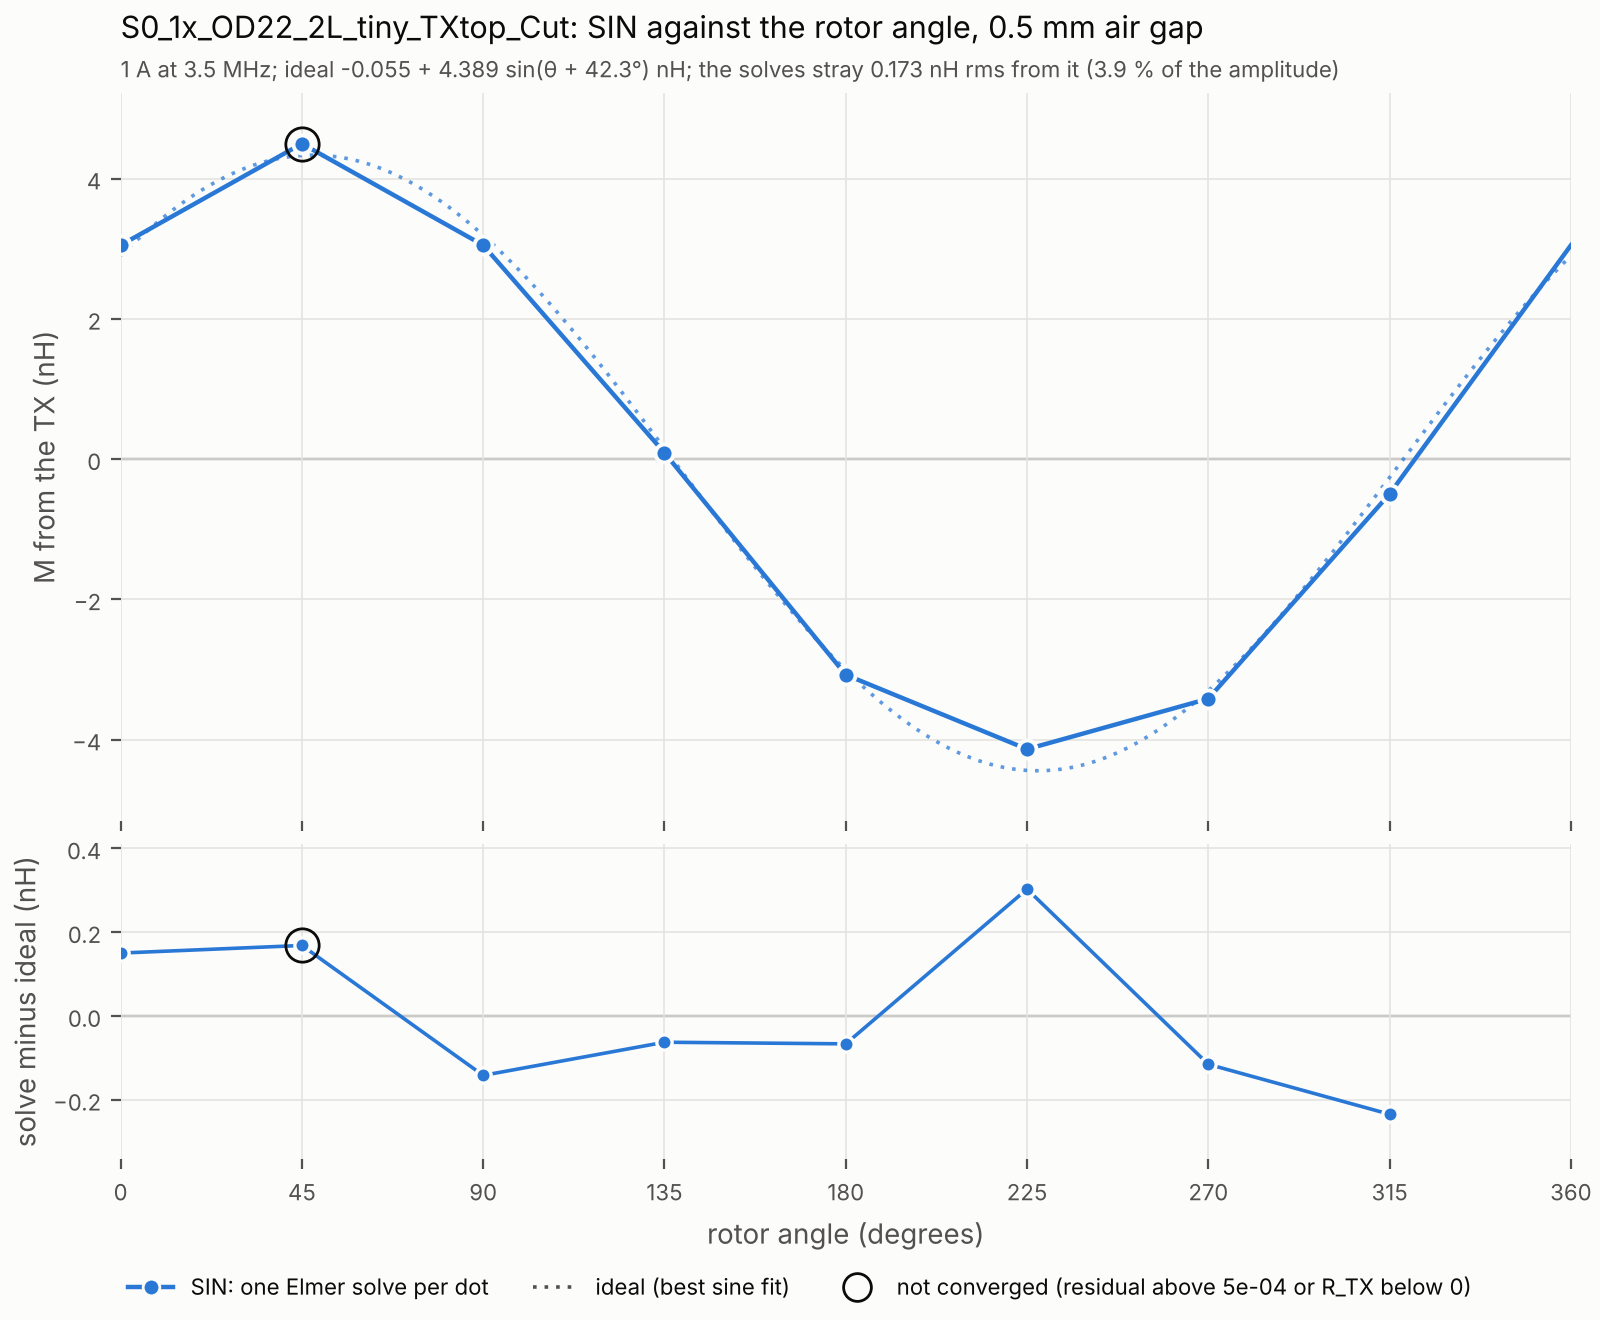 S0_1x_OD22_2L_tiny_TXtop_Cut: SIN against the rotor angle, 0.5 mm air gap
1 A at 3.5 MHz; ideal -0.055 + 4.389 sin(θ + 42.3°) nH; the solves stray 0.173 nH rms from it (3.9 % of the amplitude)
M from the TX (nH)
4
2
0
−2
−4
solve minus ideal (nH)
0.4
0.2
0.0
−0.2
0 45 90 135 180 225 270 315 360
rotor angle (degrees)
SIN: one Elmer solve per dot ideal (best sine fit) not converged (residual above 5e-04 or R_TX below 0)